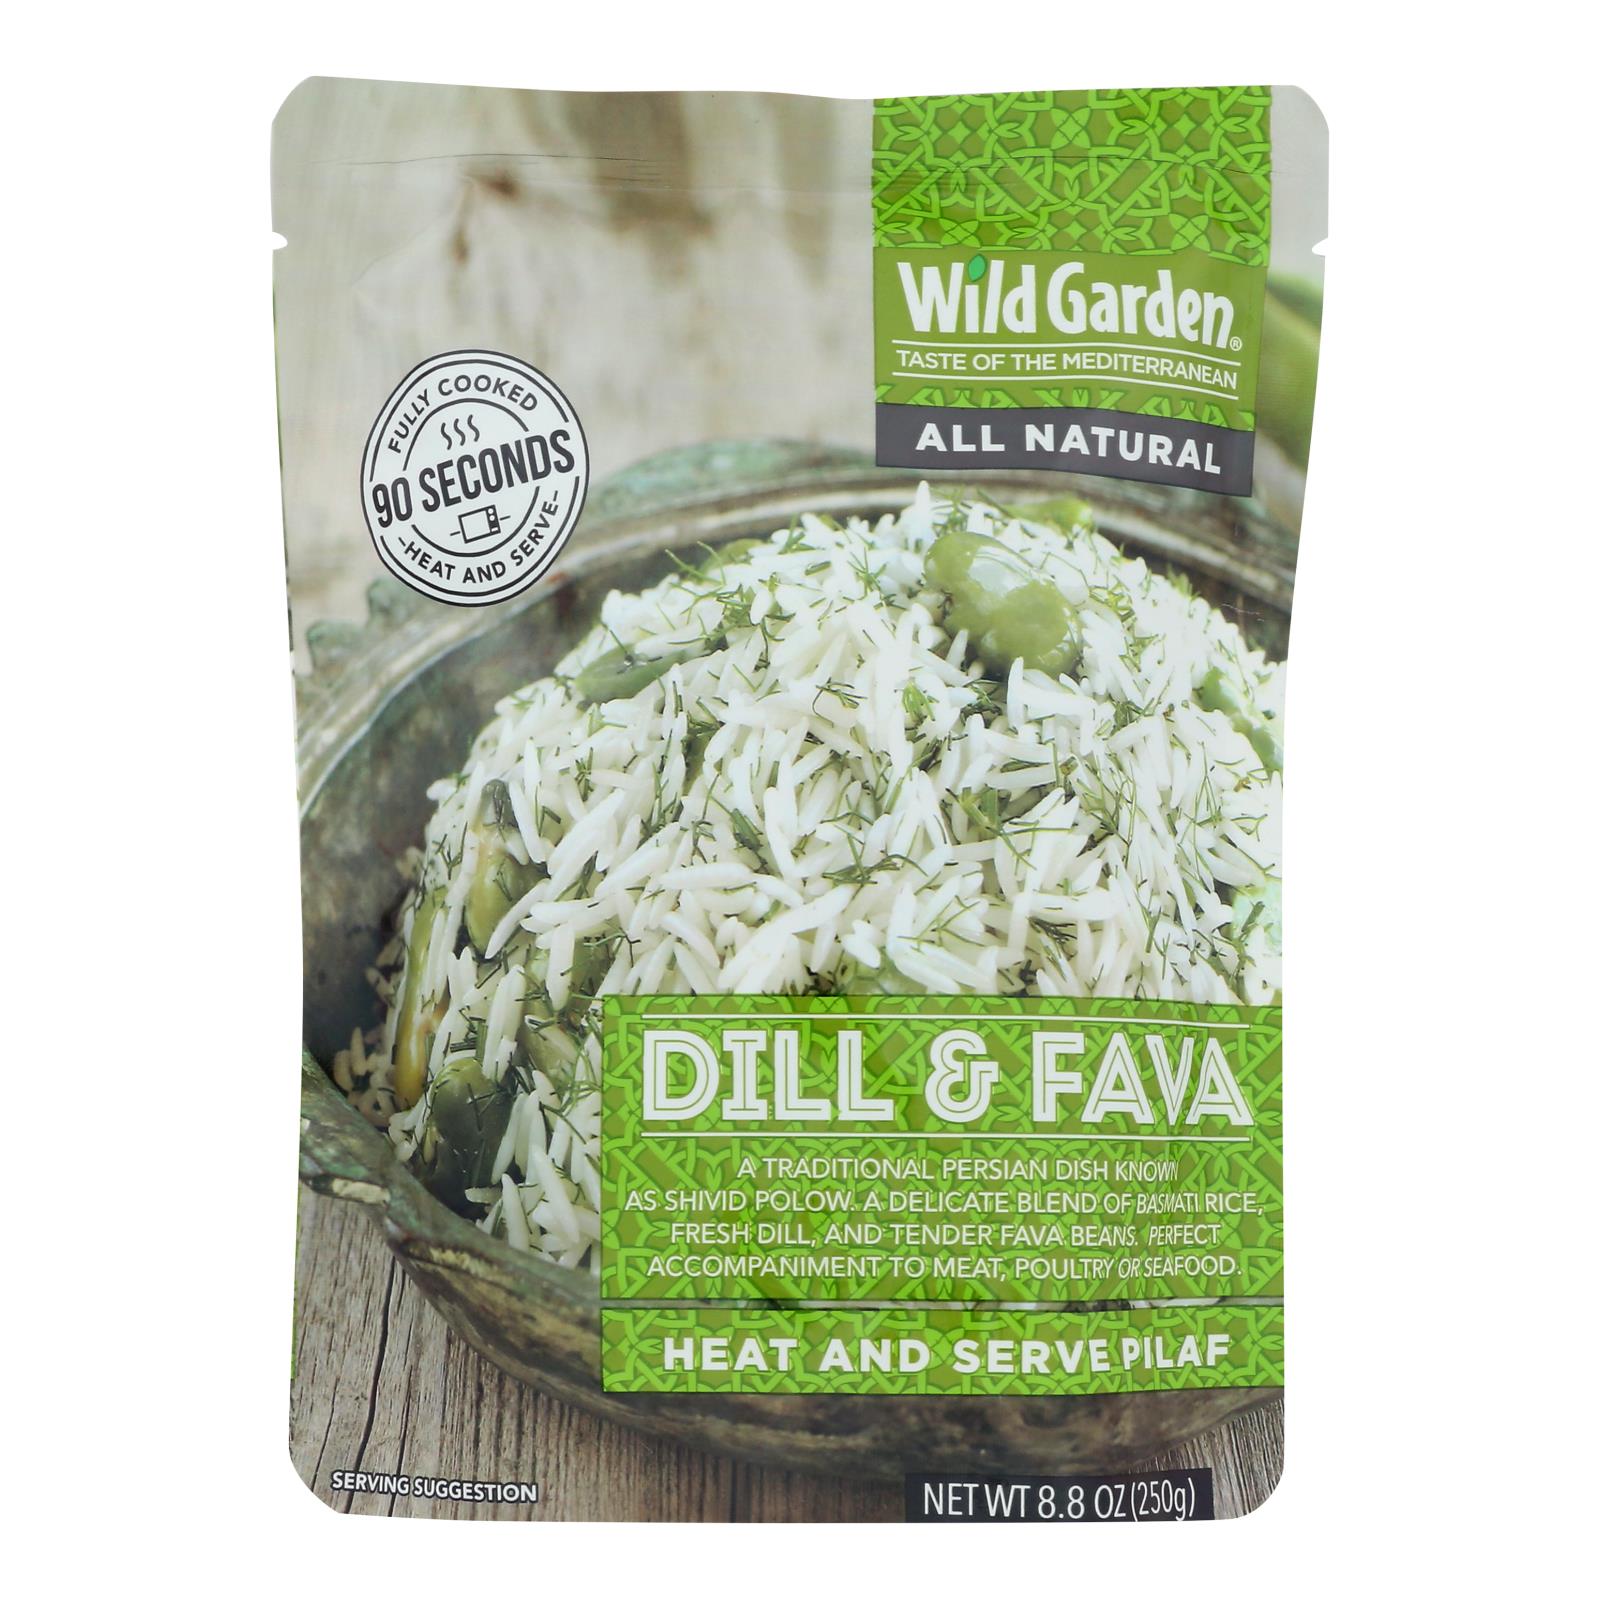 Wild Garden®
TASTE OF THE MEDITERRANEAN
ALL NATURAL
FULLY COOKED
90 SECONDS
-HEAT AND SERVE-
DILL & FAVA
A TRADITIONAL PERSIAN DISH KNOWN
AS SHIVID POLOW. A DELICATE BLEND OF BASMATI RICE,
FRESH DILL, AND TENDER FAVA BEANS. PERFECT
ACCOMPANIMENT TO MEAT, POULTRY OR SEAFOOD.
HEAT AND SERVE PILAF
SERVING SUGGESTION
NET WT 8.8 OZ (250g)